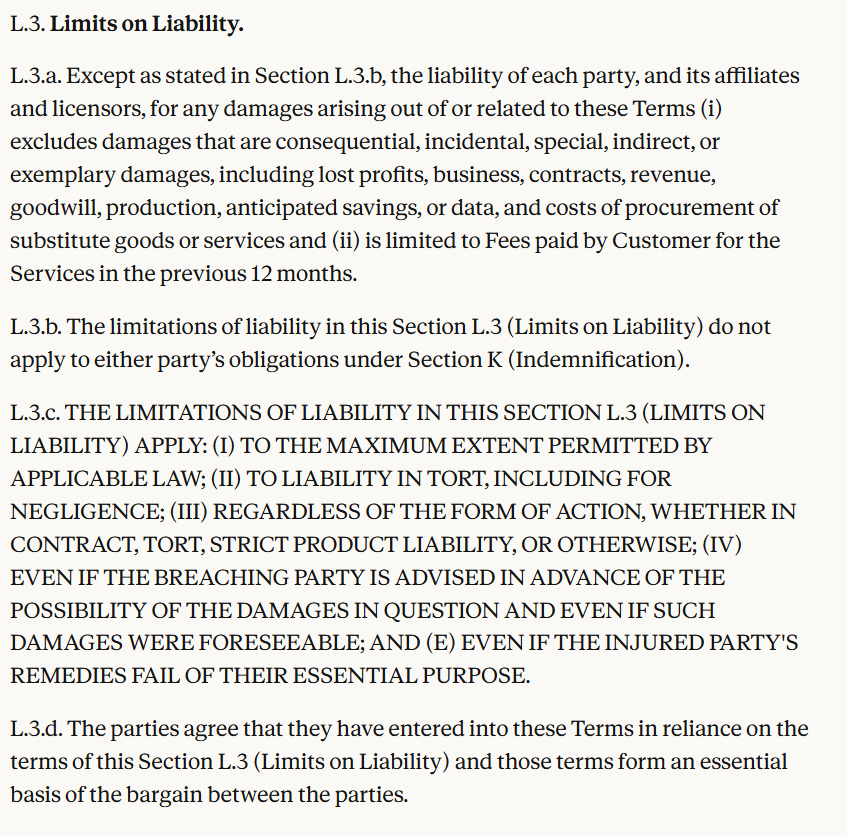 L.3. Limits on Liability.
L.3.a. Except as stated in Section L.3.b, the liability of each party, and its affiliates
and licensors, for any damages arising out of or related to these Terms (i)
excludes damages that are consequential, incidental, special, indirect, or
exemplary damages, including lost profits, business, contracts, revenue,
goodwill, production, anticipated savings, or data, and costs of procurement of
substitute goods or services and (ii) is limited to Fees paid by Customer for the
Services in the previous 12 months.
L.3.b. The limitations of liability in this Section L.3 (Limits on Liability) do not
apply to either party’s obligations under Section K (Indemnification).
L.3.c. THE LIMITATIONS OF LIABILITY IN THIS SECTION L.3 (LIMITS ON
LIABILITY) APPLY: (I) TO THE MAXIMUM EXTENT PERMITTED BY
APPLICABLE LAW; (II) TO LIABILITY IN TORT, INCLUDING FOR
NEGLIGENCE; (III) REGARDLESS OF THE FORM OF ACTION, WHETHER IN
CONTRACT, TORT, STRICT PRODUCT LIABILITY, OR OTHERWISE; (IV)
EVEN IF THE BREACHING PARTY IS ADVISED IN ADVANCE OF THE
POSSIBILITY OF THE DAMAGES IN QUESTION AND EVEN IF SUCH
DAMAGES WERE FORESEEABLE; AND (E) EVEN IF THE INJURED PARTY'S
REMEDIES FAIL OF THEIR ESSENTIAL PURPOSE.
L.3.d. The parties agree that they have entered into these Terms in reliance on the
terms of this Section L.3 (Limits on Liability) and those terms form an essential
basis of the bargain between the parties.